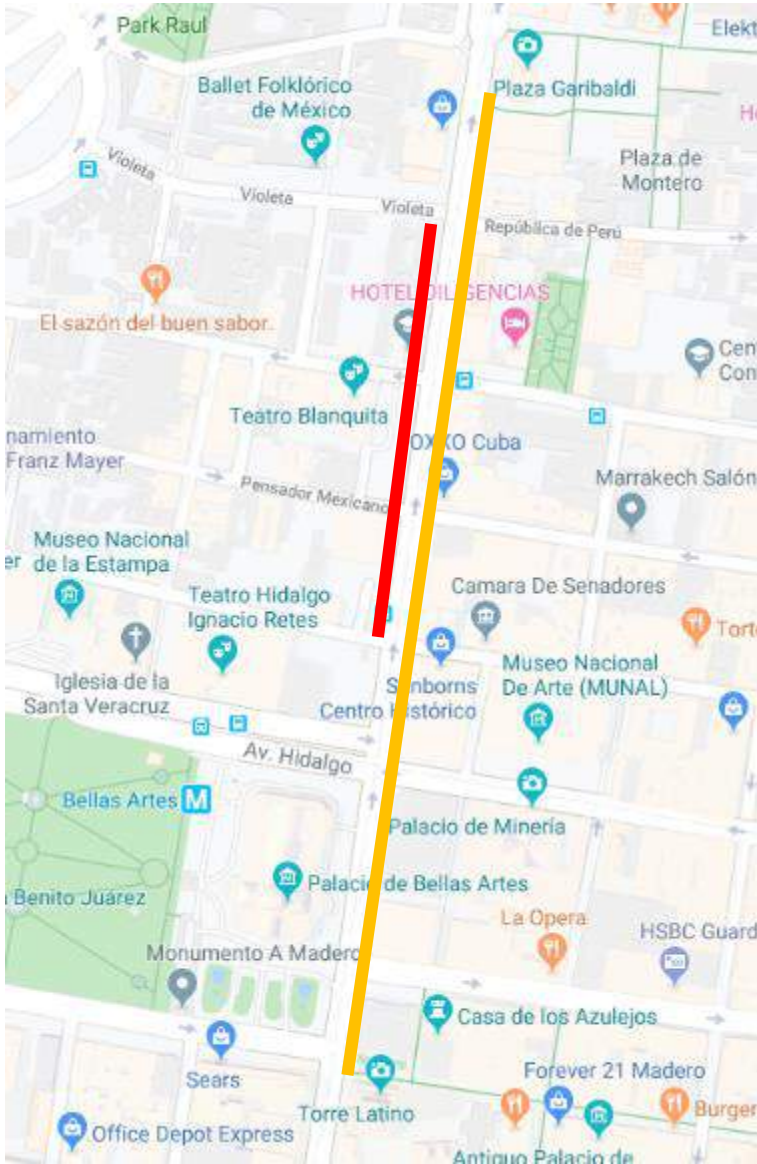 Park Raul
Elekt
Ballet Folklórico
de México
Plaza Garibaldi
Plaza de
Montero
Violeta
Violeta
Violeta
República de Perú
HOTEL DILIGENCIAS
El sazón del buen sabor.
Cen
Con
Teatro Blanquita
OXXO Cuba
namiento
Franz Mayer
Pensador Mexicano
Marrakech Salón
Museo Nacional
de la Estampa
er
Teatro Hidalgo
Ignacio Retes
Camara De Senadores
Torte
Iglesia de la
Santa Veracruz
Sanborns
Centro Histórico
Museo Nacional
De Arte (MUNAL)
Av. Hidalgo
Bellas Artes M
Palacio de Minería
Palacio de Bellas Artes
Benito Juárez
La Opera
HSBC Guard
Monumento A Madero
Casa de los Azulejos
Sears
Forever 21 Madero
Torre Latino
Burger
Office Depot Express
Antiguo Palacio de